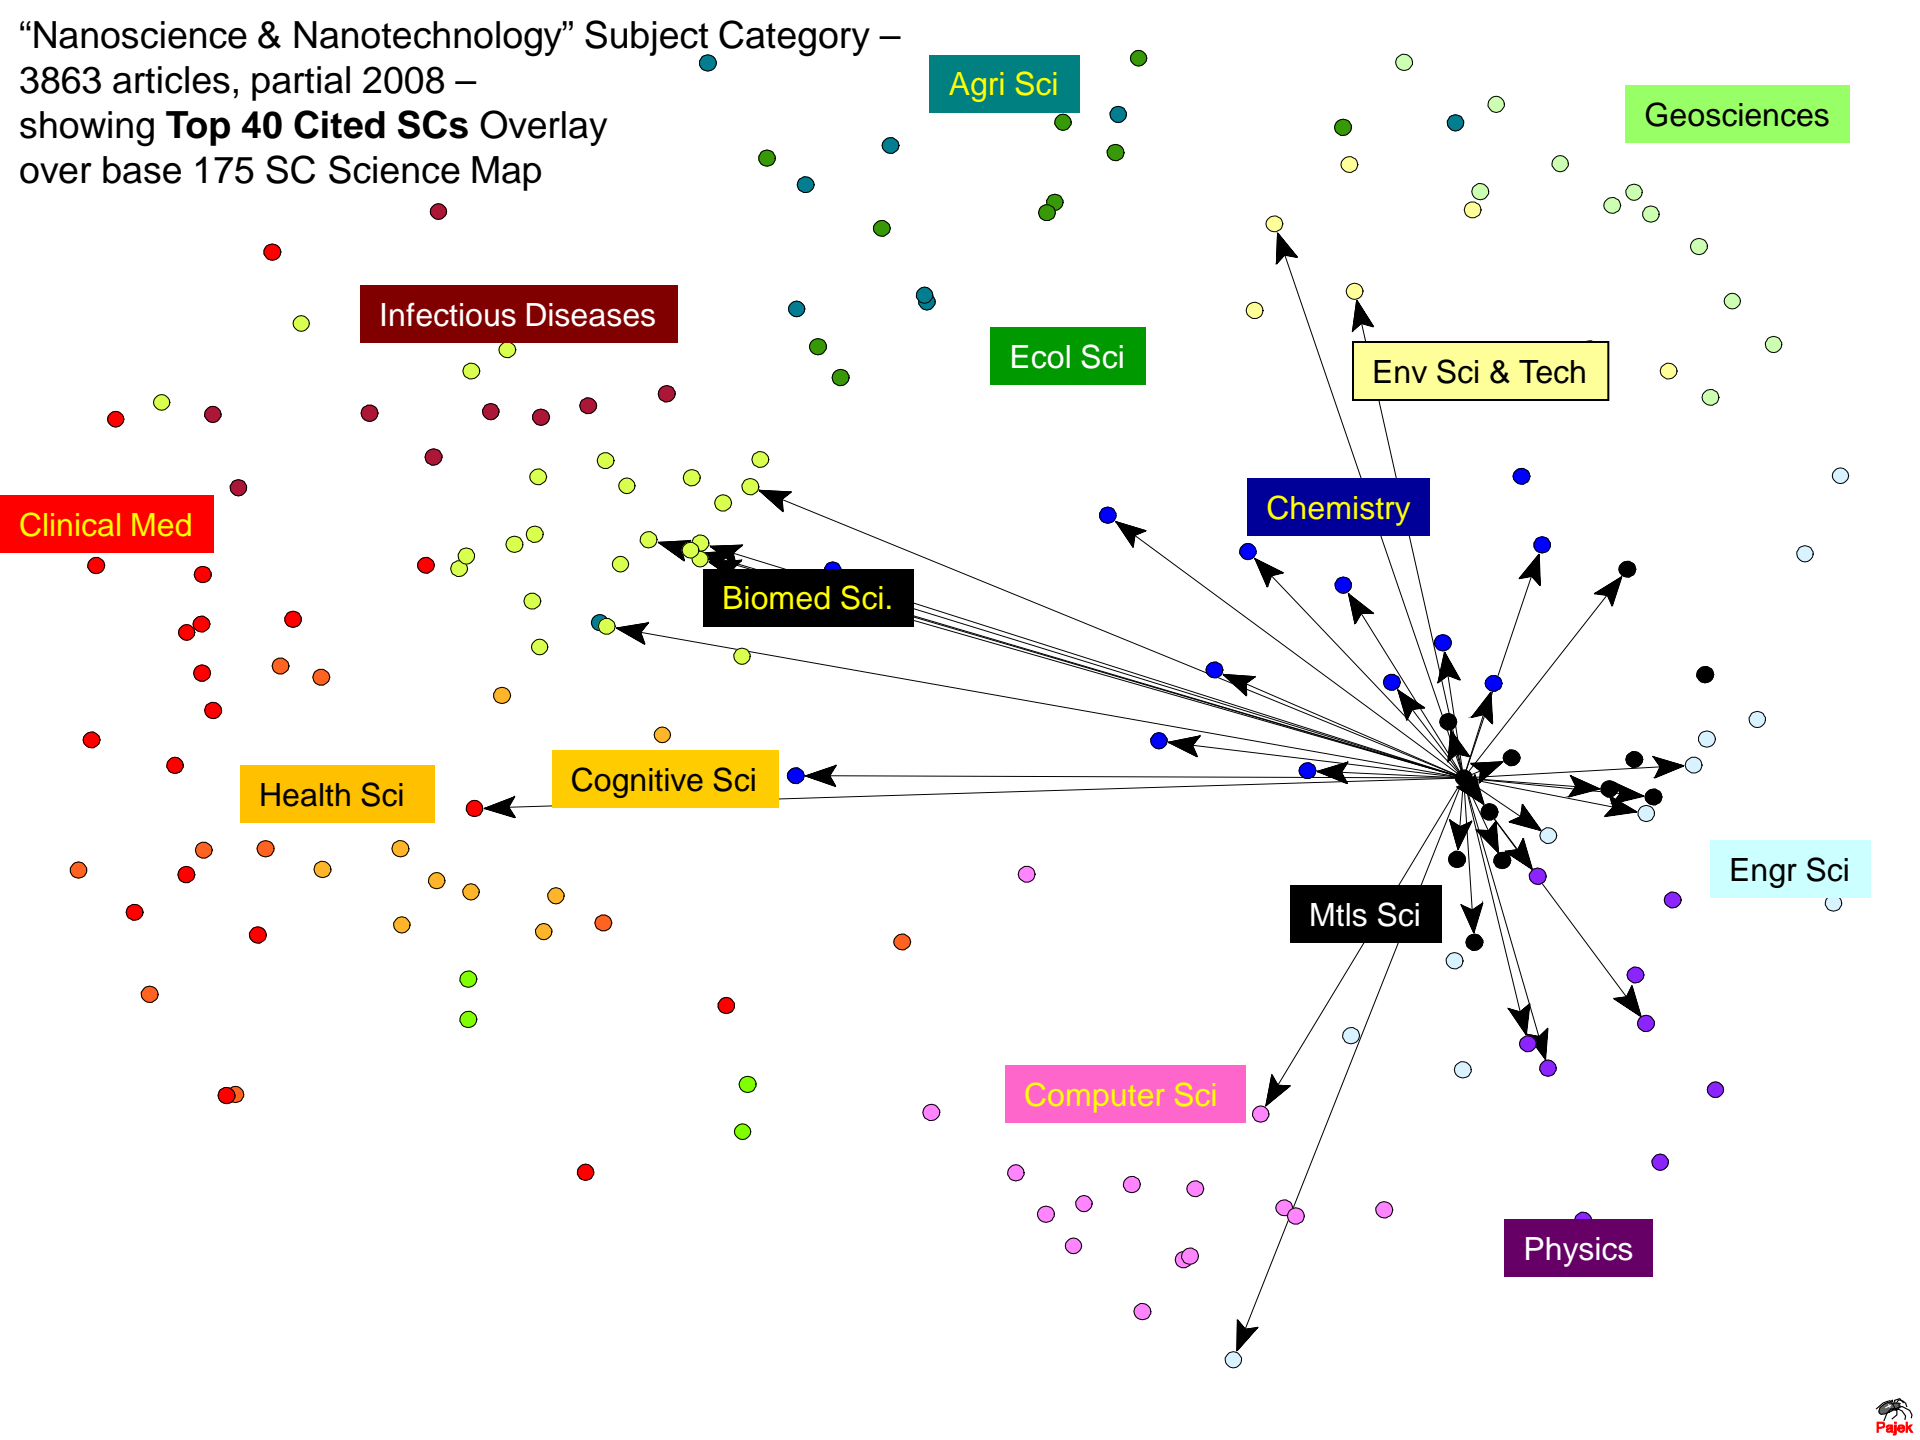 “Nanoscience & Nanotechnology” Subject Category –
3863 articles, partial 2008 –
showing Top 40 Cited SCs Overlay
over base 175 SC Science Map
Agri Sci
Geosciences
Infectious Diseases
Ecol Sci
Env Sci & Tech
Clinical Med
Chemistry
Biomed Sci.
Health Sci
Cognitive Sci
Engr Sci
Mtls Sci
Computer Sci
Physics
Pajek